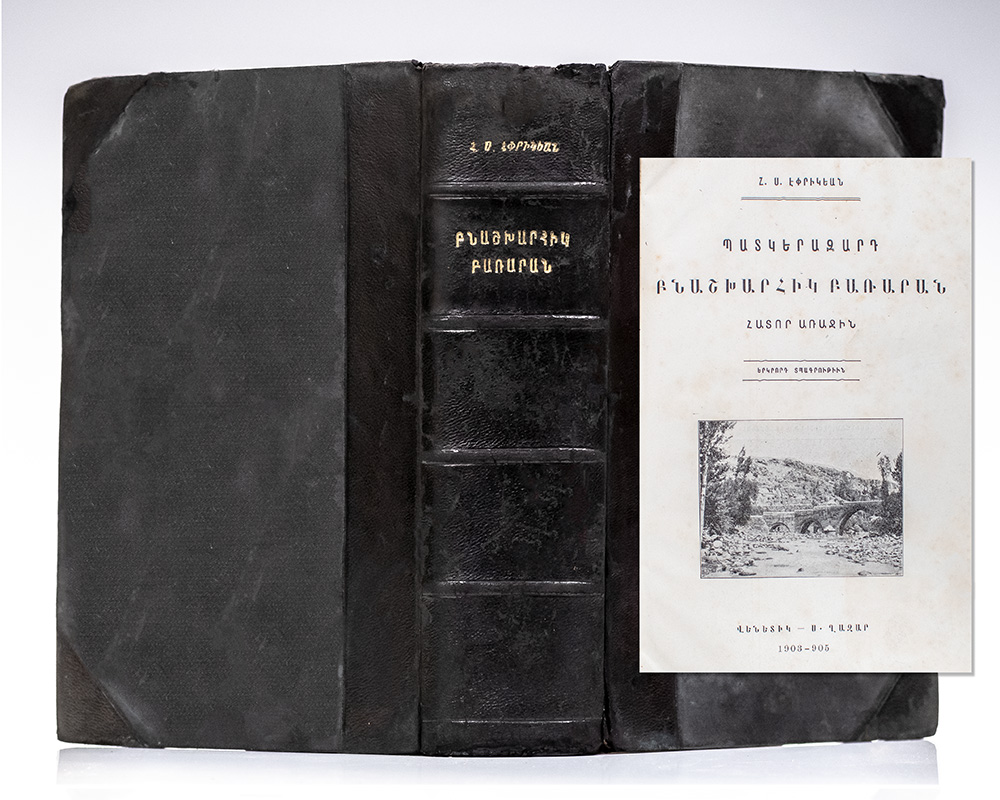 Հ. Ս. ԷՓՐԻԿԵԱՆ
ԲՆԱՇԽԱՐՀԻԿ
ԲԱՌԱՐԱՆ
Հ. Ս. ԷՓՐԻԿԵԱՆ
ՊԱՏԿԵՐԱԶԱՐԴ
ԲՆԱՇԽԱՐՀԻԿ ԲԱՌԱՐԱՆ
ՀԱՏՈՐ ԱՌԱՋԻՆ
ԵՐԿՐՈՐԴ ՏՊԱԳՐՈՒԹԻՒՆ
ՎԵՆԵՏԻԿ — Ս. ՂԱԶԱՐ
1903-905